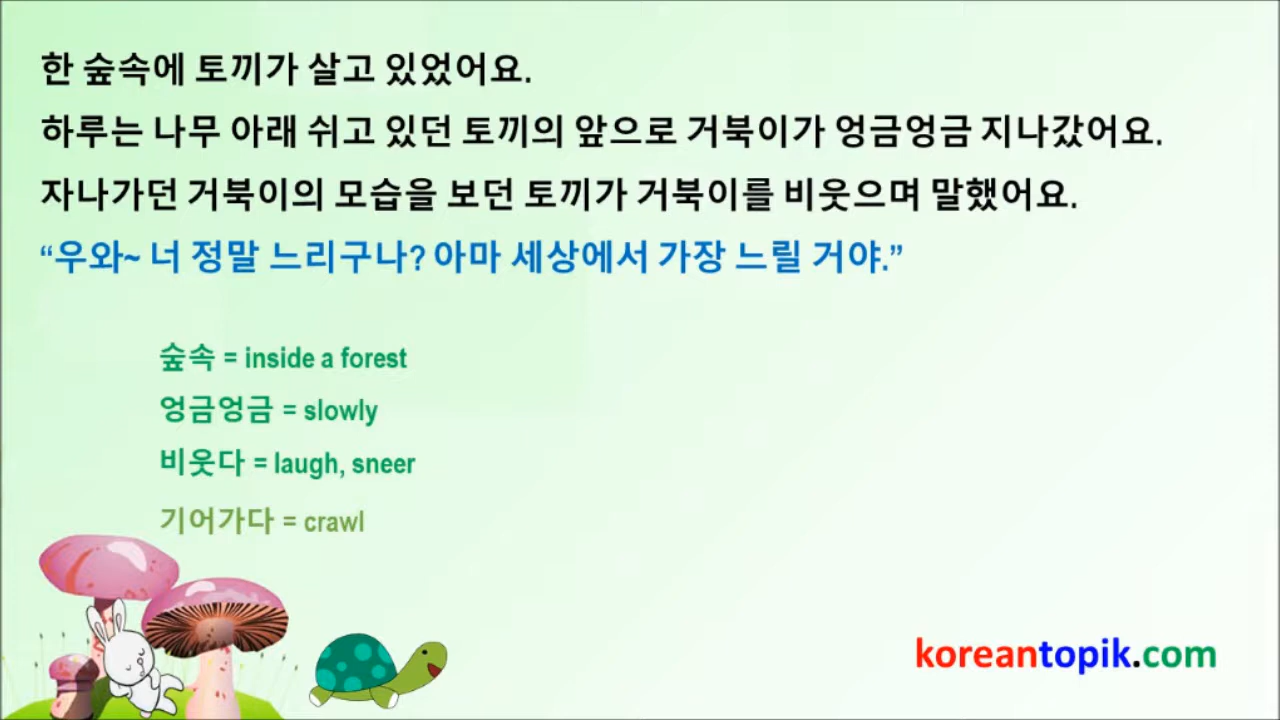 한 숲속에 토끼가 살고 있었어요.
하루는 나무 아래 쉬고 있던 토끼의 앞으로 거북이가 엉금엉금 지나갔어요.
자나가던 거북이의 모습을 보던 토끼가 거북이를 비웃으며 말했어요.
“우와~ 너 정말 느리구나? 아마 세상에서 가장 느릴 거야.”
숲속 = inside a forest
엉금엉금 = slowly
비웃다 = laugh, sneer
기어가다 = crawl
koreantopik.com